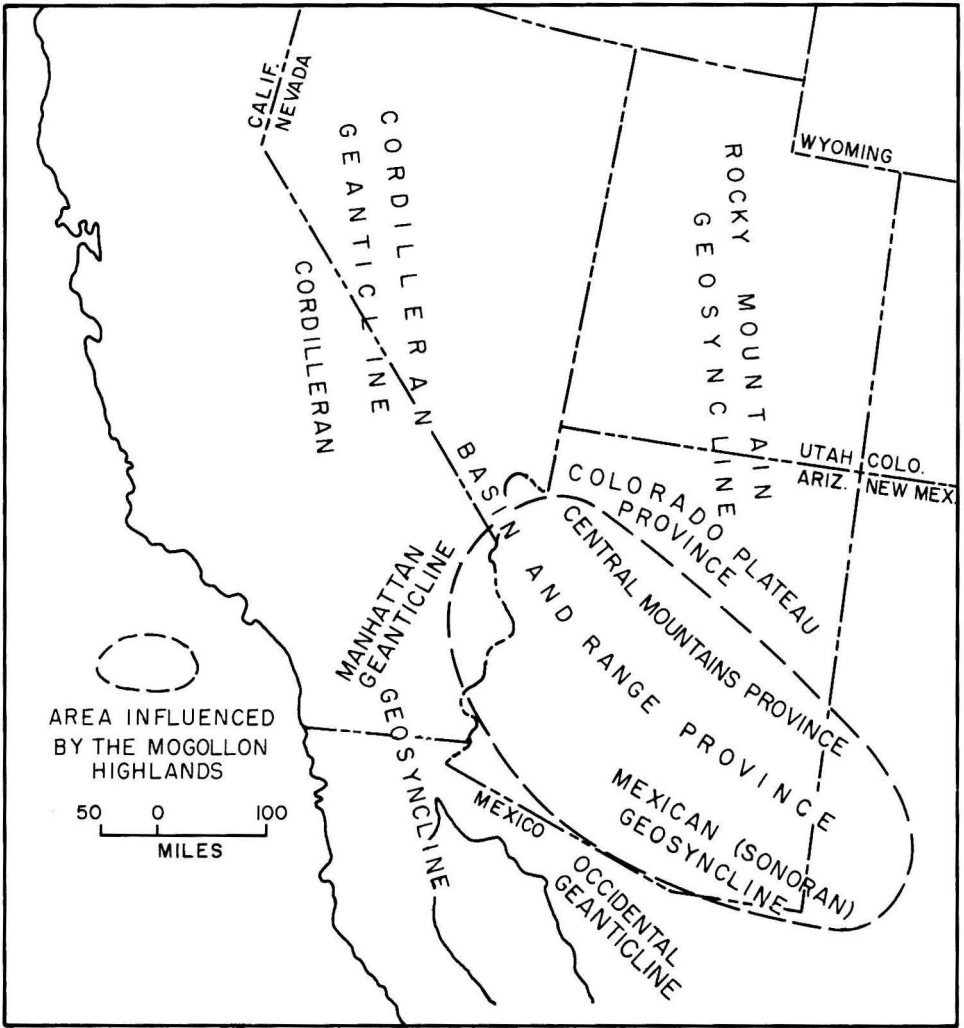 CALIF.
NEVADA
WYOMING
CORDILLERAN
GEANTICLINE
ROCKY MOUNTAIN
GEOSYNCLINE
CORDILLERAN
GEOSYNCLINE
UTAH
COLO.
ARIZ.
NEW MEX.
COLORADO PLATEAU
PROVINCE
CENTRAL MOUNTAINS PROVINCE
BASIN AND RANGE PROVINCE
MANHATTAN
GEANTICLINE
MEXICAN (SONORAN)
GEOSYNCLINE
MEXICO
OCCIDENTAL
GEANTICLINE
AREA INFLUENCED
BY THE MOGOLLON
HIGHLANDS
50 0 100
MILES